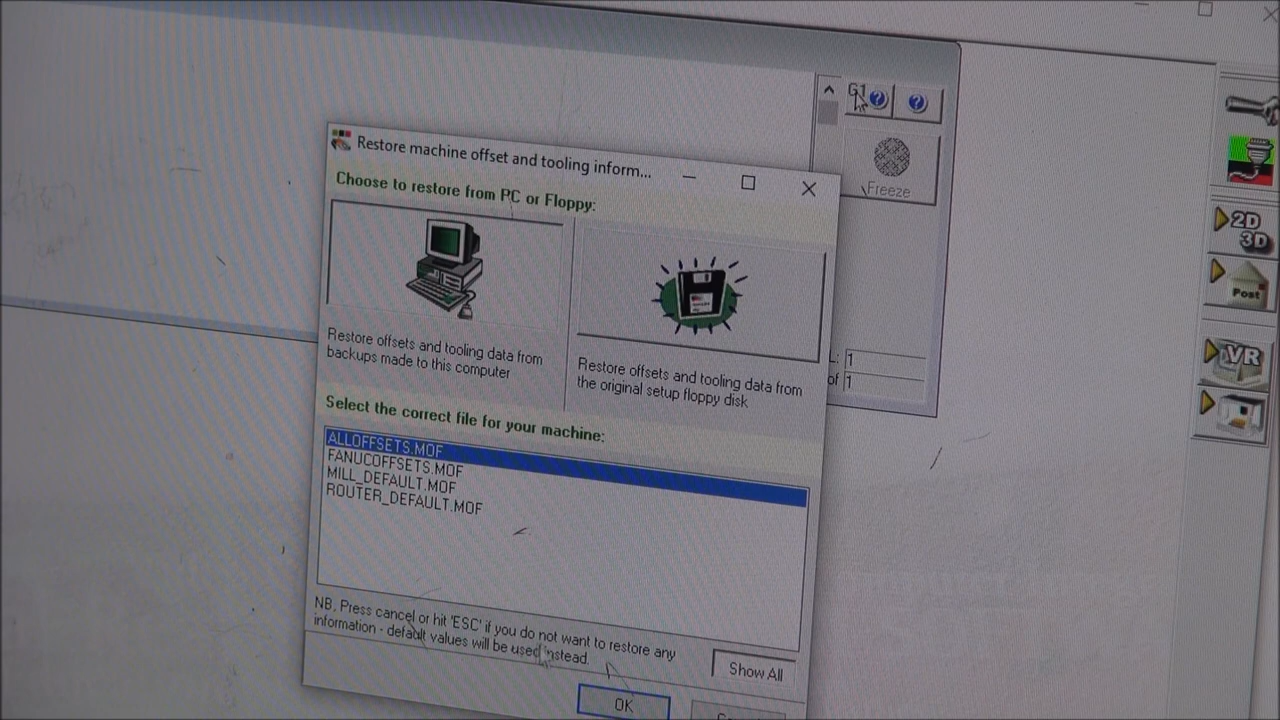 G1
Freeze
2D
3D
Post
VR
L: 1
of 1
Restore machine offset and tooling inform...
Choose to restore from PC or Floppy:
Restore offsets and tooling data from
backups made to this computer
Restore offsets and tooling data from
the original setup floppy disk
Select the correct file for your machine:
ALLOFFSETS.MOF
FANUCOFFSETS.MOF
MILL_DEFAULT.MOF
ROUTER_DEFAULT.MOF
NB, Press cancel or hit 'ESC' if you do not want to restore any
information - default values will be used instead.
Show All
OK